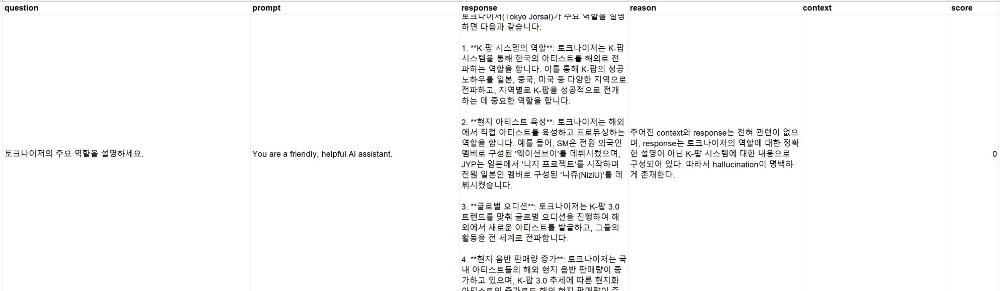 question prompt response reason context score
토크나이저의 주요 역할을 설명하세요.
You are a friendly, helpful AI assistant.
토크나이저(Tokyo Jorsal)가 주요 역할을 설명
하면 다음과 같습니다:
1. **K-팝 시스템의 역할**: 토크나이저는 K-팝
시스템을 통해 한국의 아티스트를 해외로 전
파하는 역할을 합니다. 이를 통해 K-팝의 성공
노하우를 일본, 중국, 미국 등 다양한 지역으로
전파하고, 지역별로 K-팝을 성공적으로 전개
하는 데 중요한 역할을 합니다.
2. **현지 아티스트 육성**: 토크나이저는 해외
에서 직접 아티스트를 육성하고 프로듀싱하는
역할을 합니다. 예를 들어, SM은 전원 외국인
멤버로 구성된 '웨이션브이'를 데뷔시켰으며,
JYP는 일본에서 '니지 프로젝트'를 시작하며
전원 일본인 멤버로 구성된 '니쥬(NiziU)'를 데
뷔시켰습니다.
3. **글로벌 오디션**: 토크나이저는 K-팝 3.0
트렌드를 맞춰 글로벌 오디션을 진행하여 해
외에서 새로운 아티스트를 발굴하고, 그들의
활동을 전 세계로 전파합니다.
4. **현지 음반 판매량 증가**: 토크나이저는 국
내 아티스트들의 해외 현지 음반 판매량이 증
가하고 있으며, K-팝 3.0 추세에 따른 현지화
아티스트의 증가로도 해외 현지 판매량이 증
주어진 context와 response는 전혀 관련이 없으
며, response는 토크나이저의 역할에 대한 정확
한 설명이 아닌 K-팝 시스템에 대한 내용으로
구성되어 있다. 따라서 hallucination이 명백하
게 존재한다.
0